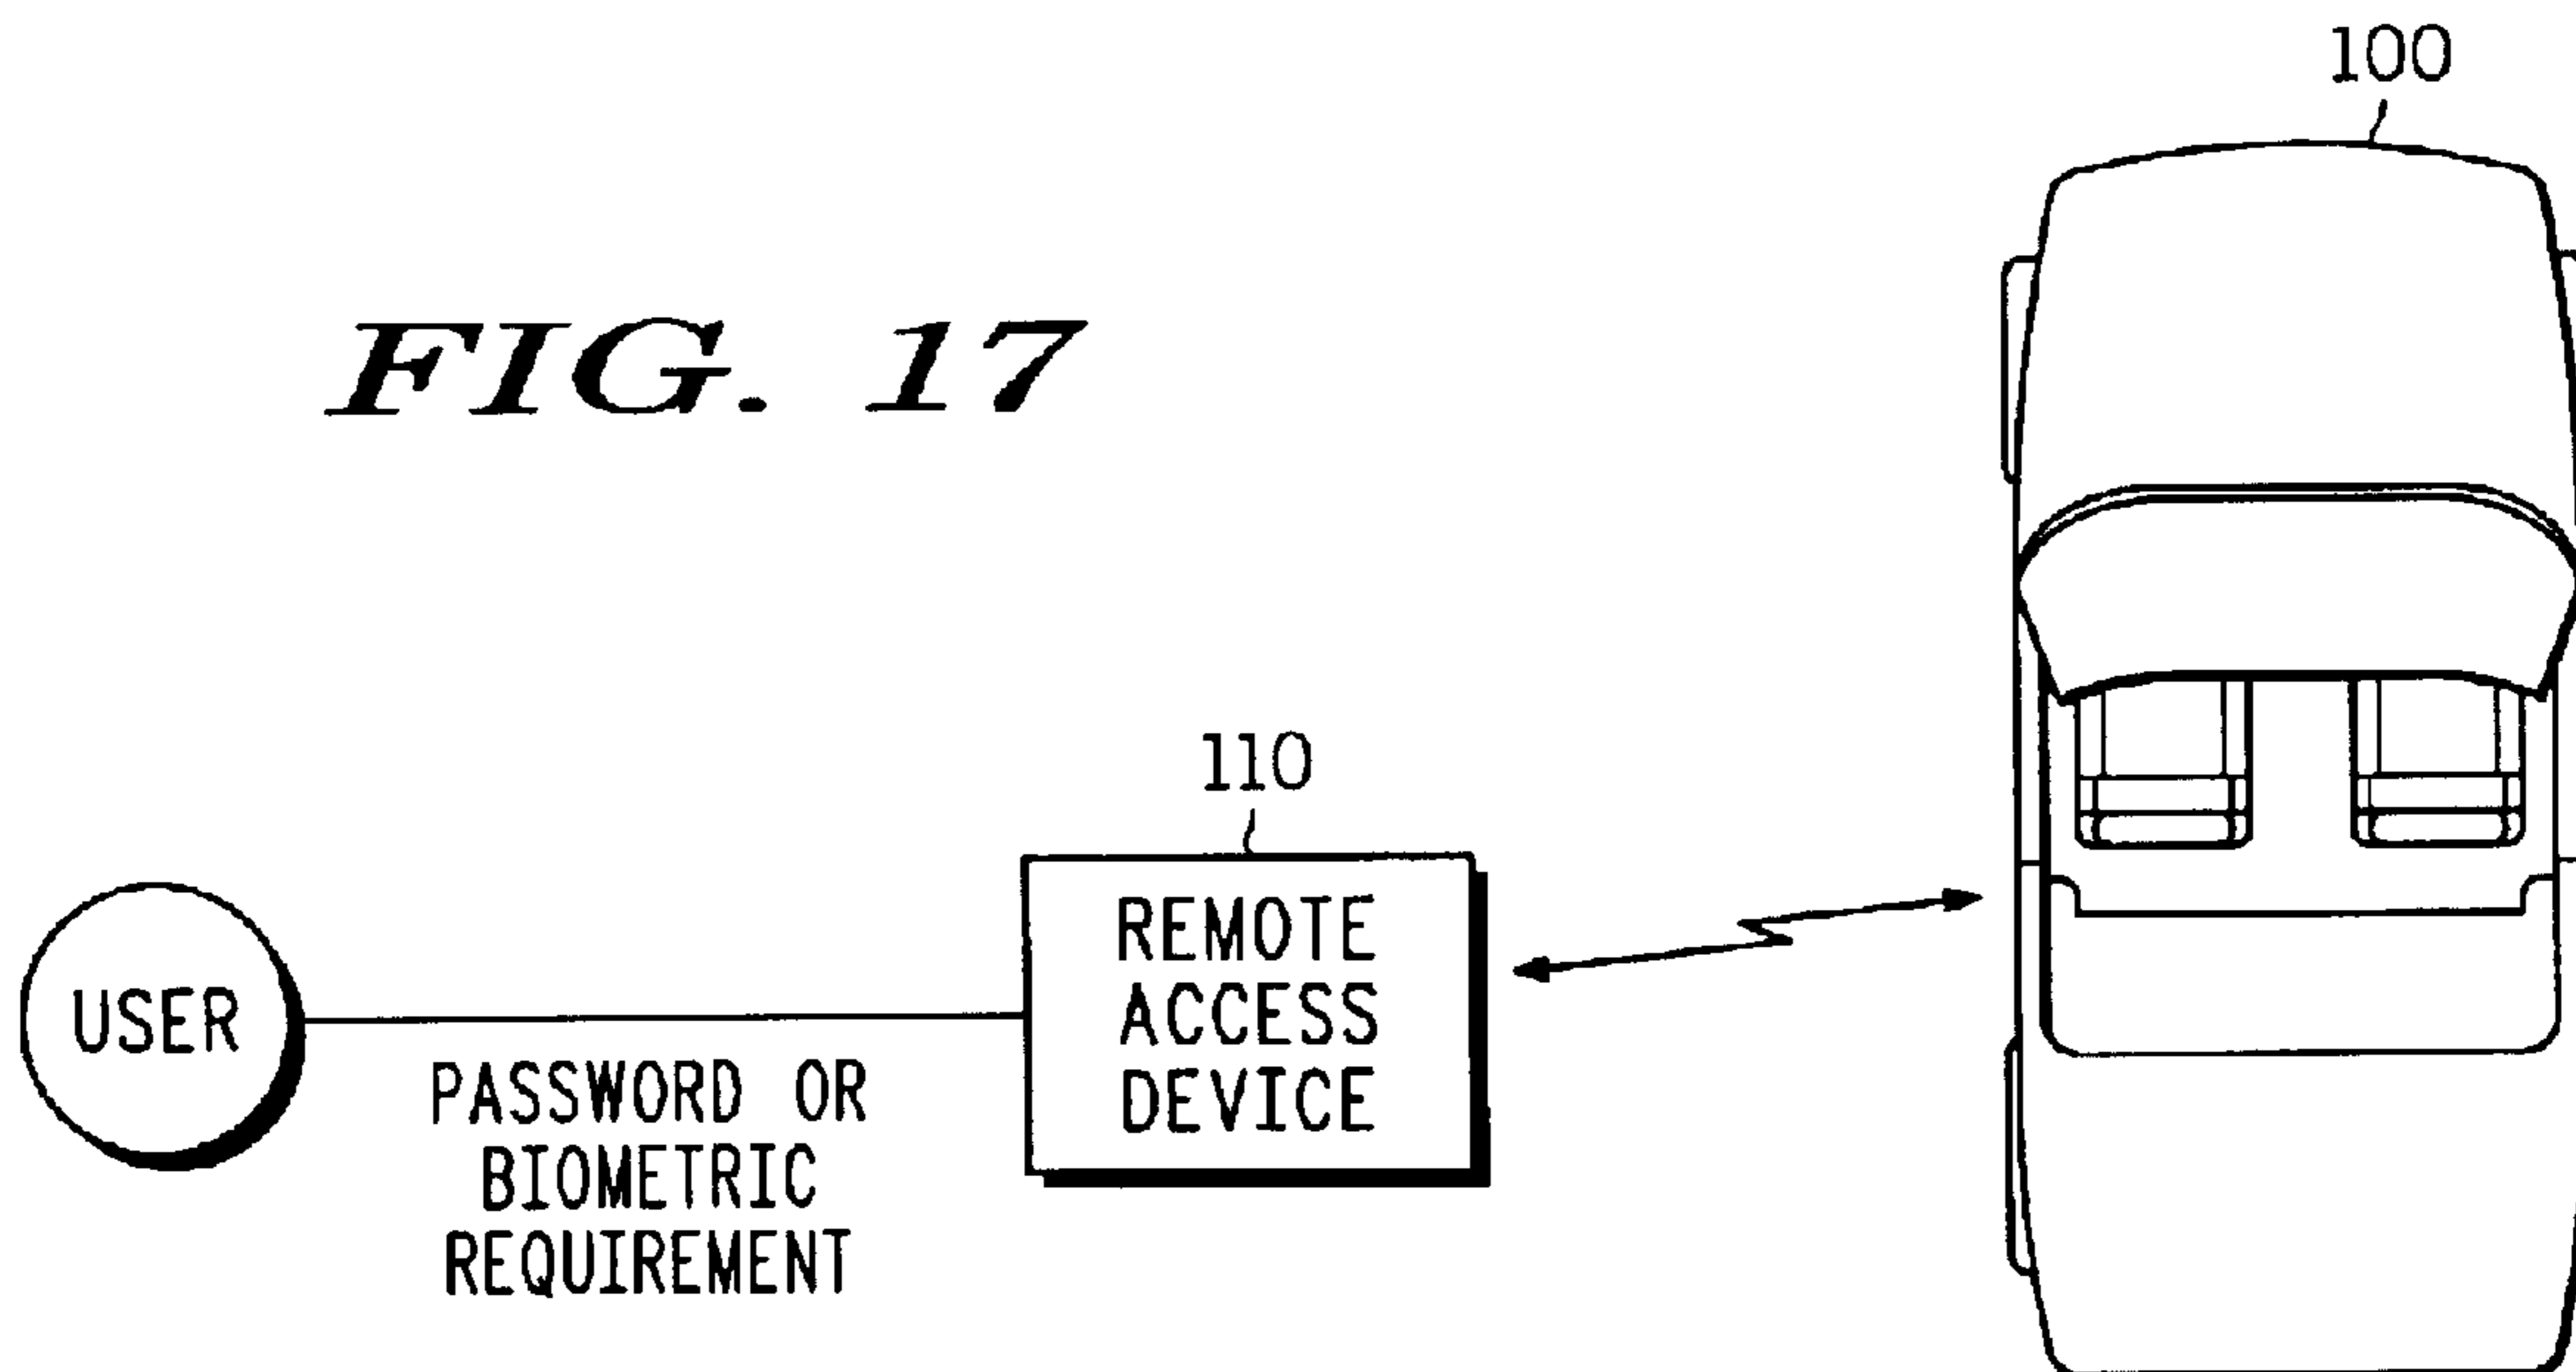 100
FIG. 17
110
REMOTE
ACCESS
DEVICE
USER
PASSWORD OR
BIOMETRIC
REQUIREMENT